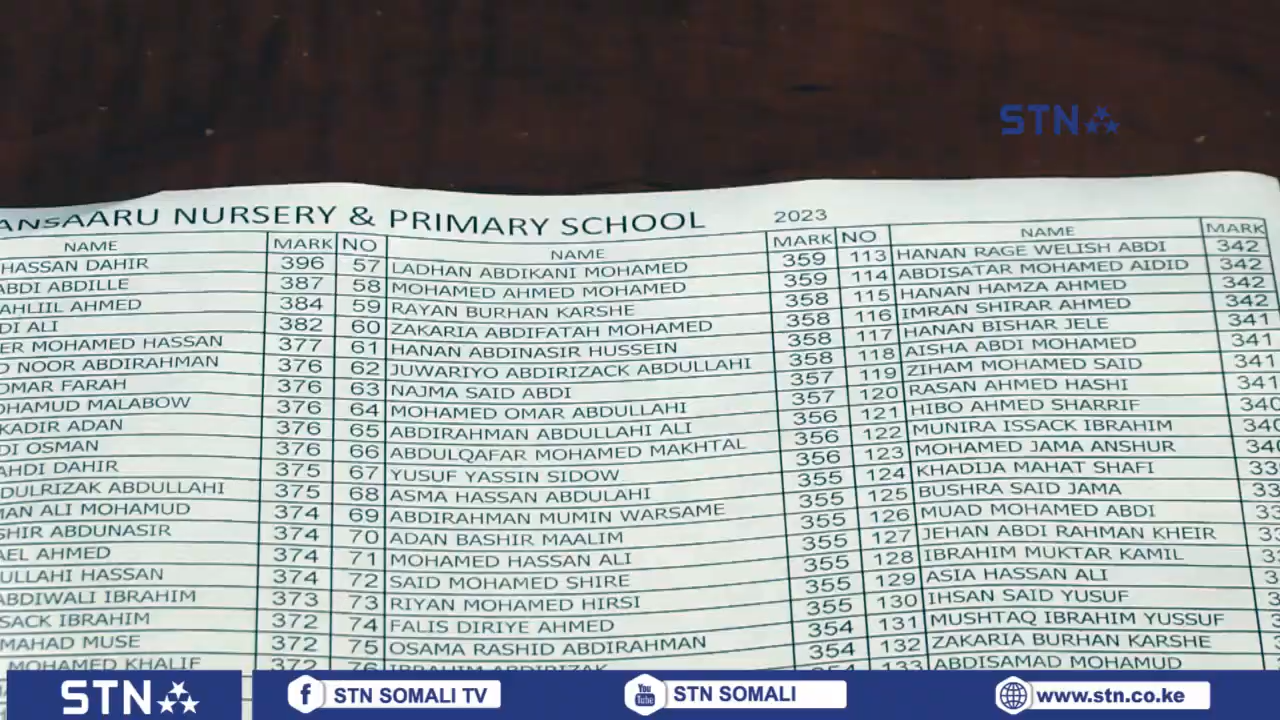 ANSAARU NURSERY & PRIMARY SCHOOL 2023
NAME MARK NO NAME MARK NO NAME MARK
HASSAN DAHIR 396 57 LADHAN ABDIKANI MOHAMED 359 113 HANAN RAGE WELISH ABDI 342
ABDI ABDILLE 387 58 MOHAMED AHMED MOHAMED 359 114 ABDISATAR MOHAMED AIDID 342
AHLIIL AHMED 384 59 RAYAN BURHAN KARSHE 358 115 HANAN HAMZA AHMED 342
DI ALI 382 60 ZAKARIA ABDIFATAH MOHAMED 358 116 IMRAN SHIRAR AHMED 342
ER MOHAMED HASSAN 377 61 HANAN ABDINASIR HUSSEIN 358 117 HANAN BISHAR JELE 341
D NOOR ABDIRAHMAN 376 62 JUWARIYO ABDIRIZACK ABDULLAHI 358 118 AISHA ABDI MOHAMED 341
OMAR FARAH 376 63 NAJMA SAID ABDI 357 119 ZIHAM MOHAMED SAID 341
OHAMUD MALABOW 376 64 MOHAMED OMAR ABDULLAHI 357 120 RASAN AHMED HASHI 340
KADIR ADAN 376 65 ABDIRAHMAN ABDULLAHI ALI 356 121 HIBO AHMED SHARRIF 340
DI OSMAN 376 66 ABDULQAFAR MOHAMED MAKHTAL 356 122 MUNIRA ISSACK IBRAHIM 340
AHDI DAHIR 375 67 YUSUF YASSIN SIDOW 356 123 MOHAMED JAMA ANSHUR 33
DULRIZAK ABDULLAHI 375 68 ASMA HASSAN ABDULAHI 355 124 KHADIJA MAHAT SHAFI 33
MAN ALI MOHAMUD 374 69 ABDIRAHMAN MUMIN WARSAME 355 125 BUSHRA SAID JAMA 33
SHIR ABDUNASIR 374 70 ADAN BASHIR MAALIM 355 126 MUAD MOHAMED ABDI 33
AEL AHMED 374 71 MOHAMED HASSAN ALI 355 127 JEHAN ABDI RAHMAN KHEIR 3
ULLAHI HASSAN 374 72 SAID MOHAMED SHIRE 355 128 IBRAHIM MUKTAR KAMIL 3
ABDIWALI IBRAHIM 373 73 RIYAN MOHAMED HIRSI 355 129 ASIA HASSAN ALI 3
SACK IBRAHIM 372 74 FALIS DIRIYE AHMED 354 130 IHSAN SAID YUSUF 3
MAHAD MUSE 372 75 OSAMA RASHID ABDIRAHMAN 354 131 MUSHTAQ IBRAHIM YUSSUF
MOHAMED KHALIF 372 76 IBRAHIM ABDIRIZAK 354 132 ZAKARIA BURHAN KARSHE
133 ABDISAMAD MOHAMUD
STN
STN
STN SOMALI TV
You Tube
STN SOMALI
www.stn.co.ke